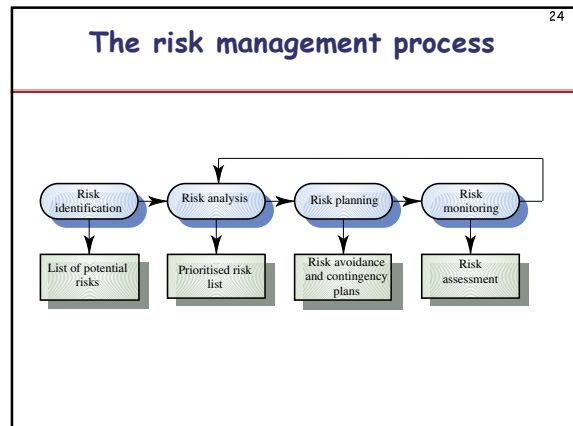 24
The risk management process
Risk
identification
Risk analysis
Risk planning
Risk
monitoring
List of potential
risks
Prioritised risk
list
Risk avoidance
and contingency
plans
Risk
assessment